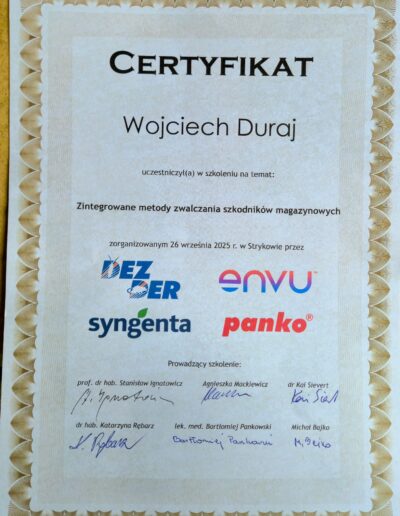 CERTYFIKAT
Wojciech Duraj
uczestniczył(a) w szkoleniu na temat:
Zintegrowane metody zwalczania szkodników magazynowych
zorganizowanym 26 września 2025 r. w Strykowie przez
DEZ DER
envu
syngenta
panko®
Prowadzący szkolenie:
prof. dr hab. Stanisław Ignatowicz Agnieszka Mackiewicz dr Kai Sievert
dr hab. Katarzyna Rębarz lek. med. Bartłomiej Pankowski Michał Bajko
K. Rębarz